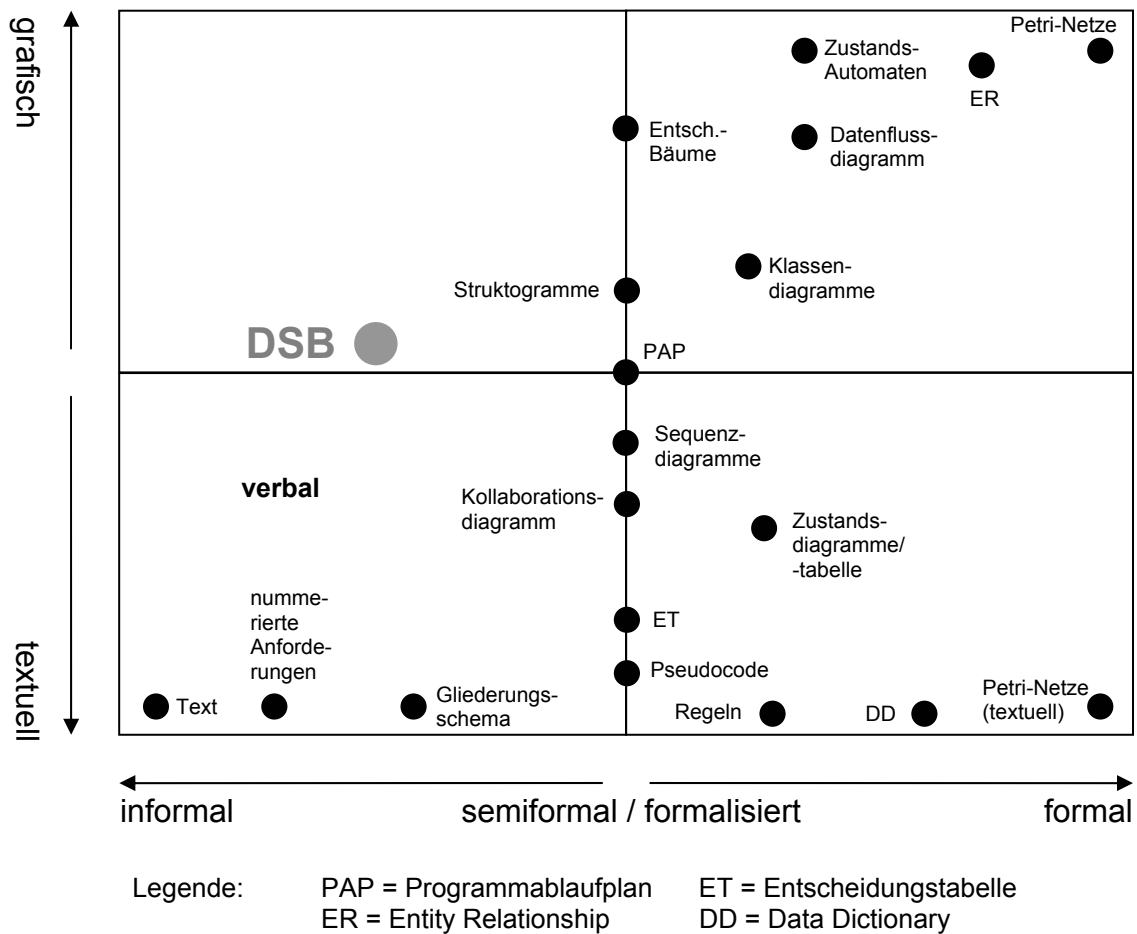 grafisch
Petri-Netze
Zustands-
Automaten
ER
Entsch.-
Bäume
Datenfluss-
diagramm
Klassen-
diagramme
Struktogramme
DSB
PAP
Sequenz-
diagramme
verbal
Kollaborations-
diagramm
Zustands-
diagramme/
-tabelle
numme-
rierte
Anforde-
rungen
ET
textuell
Pseudocode
Text
Gliederungs-
schema
Regeln
DD
Petri-Netze
(textuell)
informal
semiformal / formalisiert
formal
Legende:
PAP = Programmablaufplan
ET = Entscheidungstabelle
ER = Entity Relationship
DD = Data Dictionary